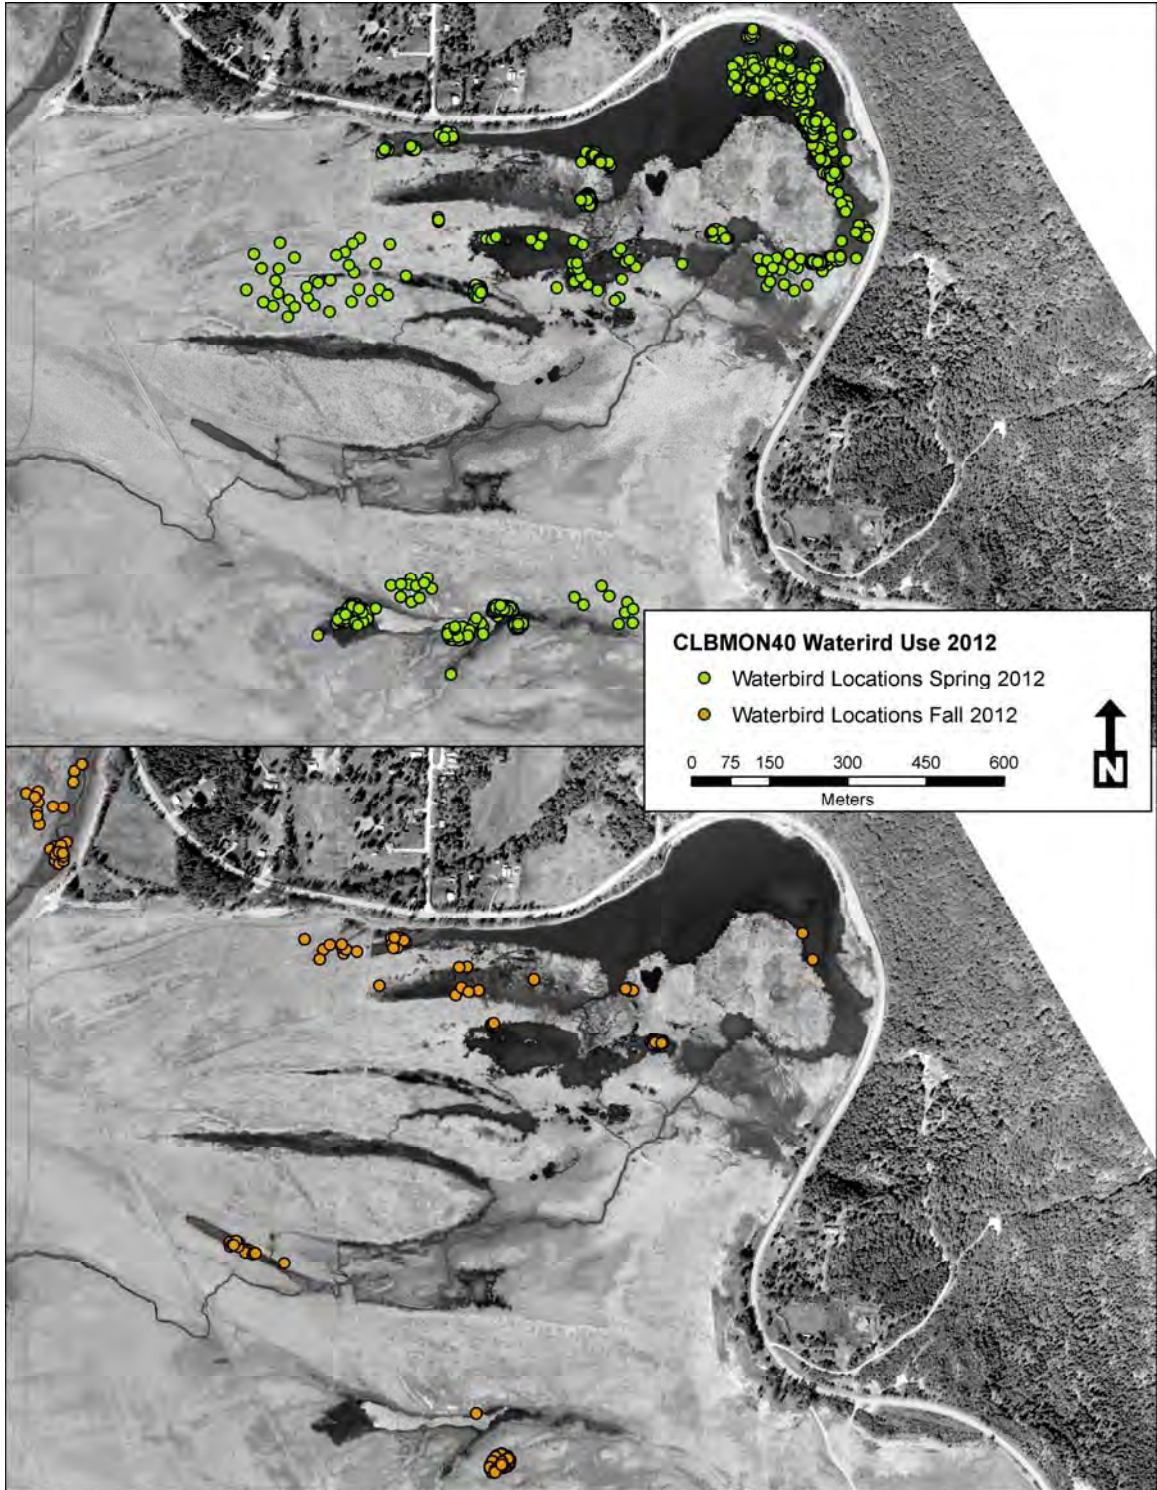 CLBMON40 Waterird Use 2012
Waterbird Locations Spring 2012
Waterbird Locations Fall 2012
0 75 150 300 450 600
Meters
N